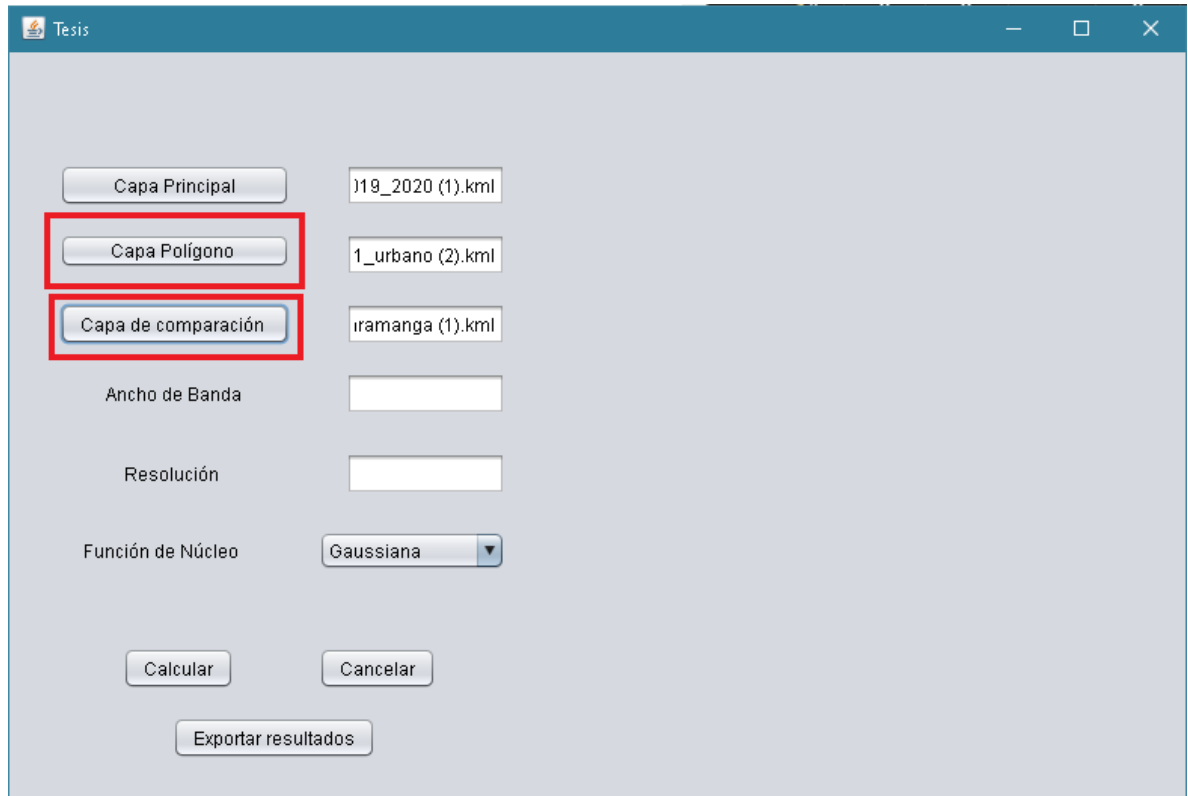 Tesis
Capa Principal
)19_2020 (1).kml
Capa Polígono
1_urbano (2).kml
Capa de comparación
ıramanga (1).kml
Ancho de Banda
Resolución
Función de Núcleo
Gaussiana
Calcular
Cancelar
Exportar resultados